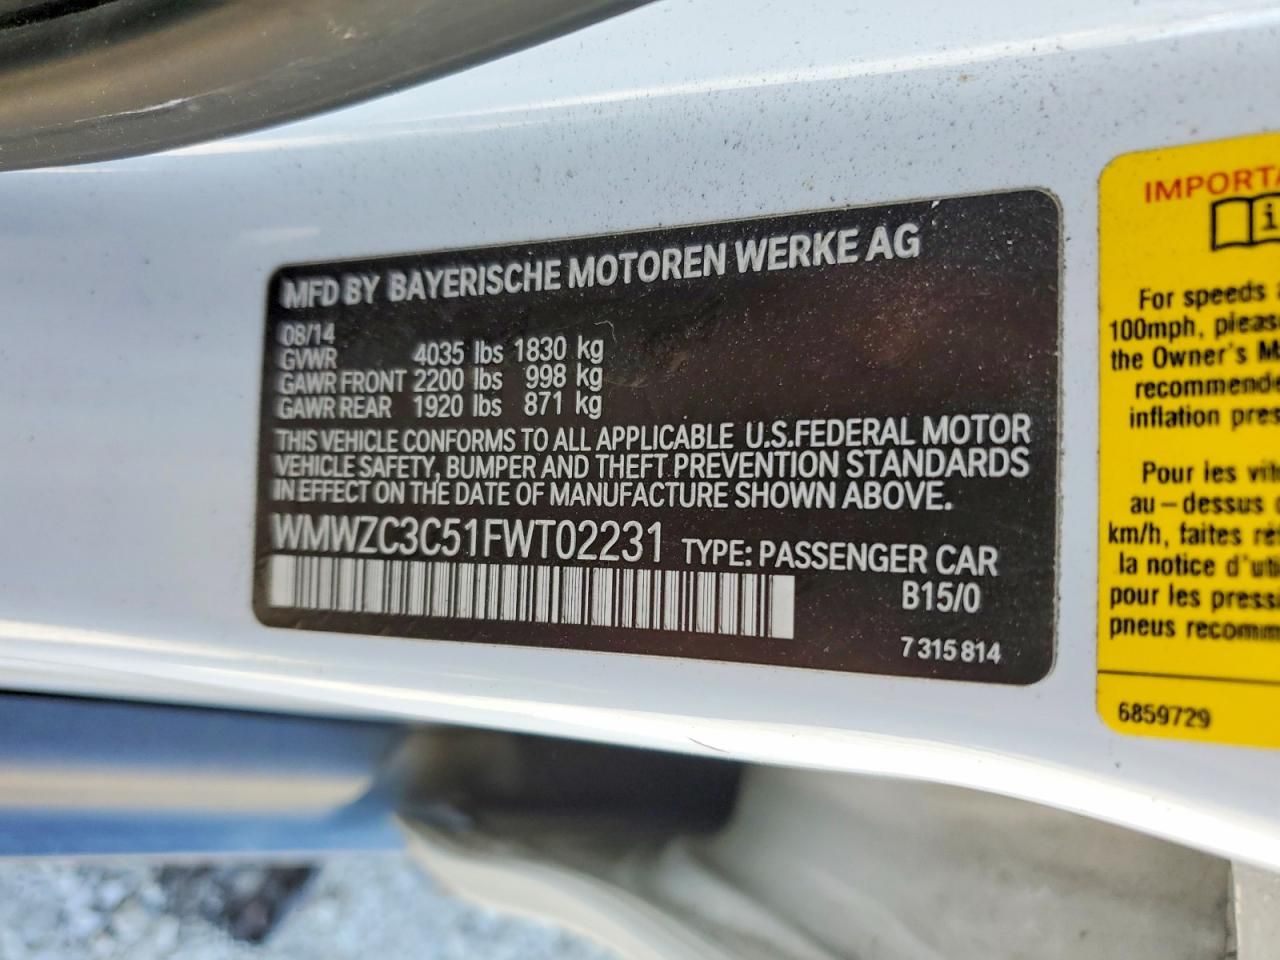 MFD BY BAYERISCHE MOTOREN WERKE AG
08/14
GVWR 4035 lbs 1830 kg
GAWR FRONT 2200 lbs 998 kg
GAWR REAR 1920 lbs 871 kg
THIS VEHICLE CONFORMS TO ALL APPLICABLE U.S.FEDERAL MOTOR
VEHICLE SAFETY, BUMPER AND THEFT PREVENTION STANDARDS
IN EFFECT ON THE DATE OF MANUFACTURE SHOWN ABOVE.
WMWZC3C51FWT02231 TYPE: PASSENGER CAR
B15/0
7 315 814
IMPORTA
For speeds
100mph, pleas
the Owner's M
recommende
inflation pres
Pour les vit
au-dessus
km/h, faites ré
la notice d'uti
pour les press
pneus recomm
6859729